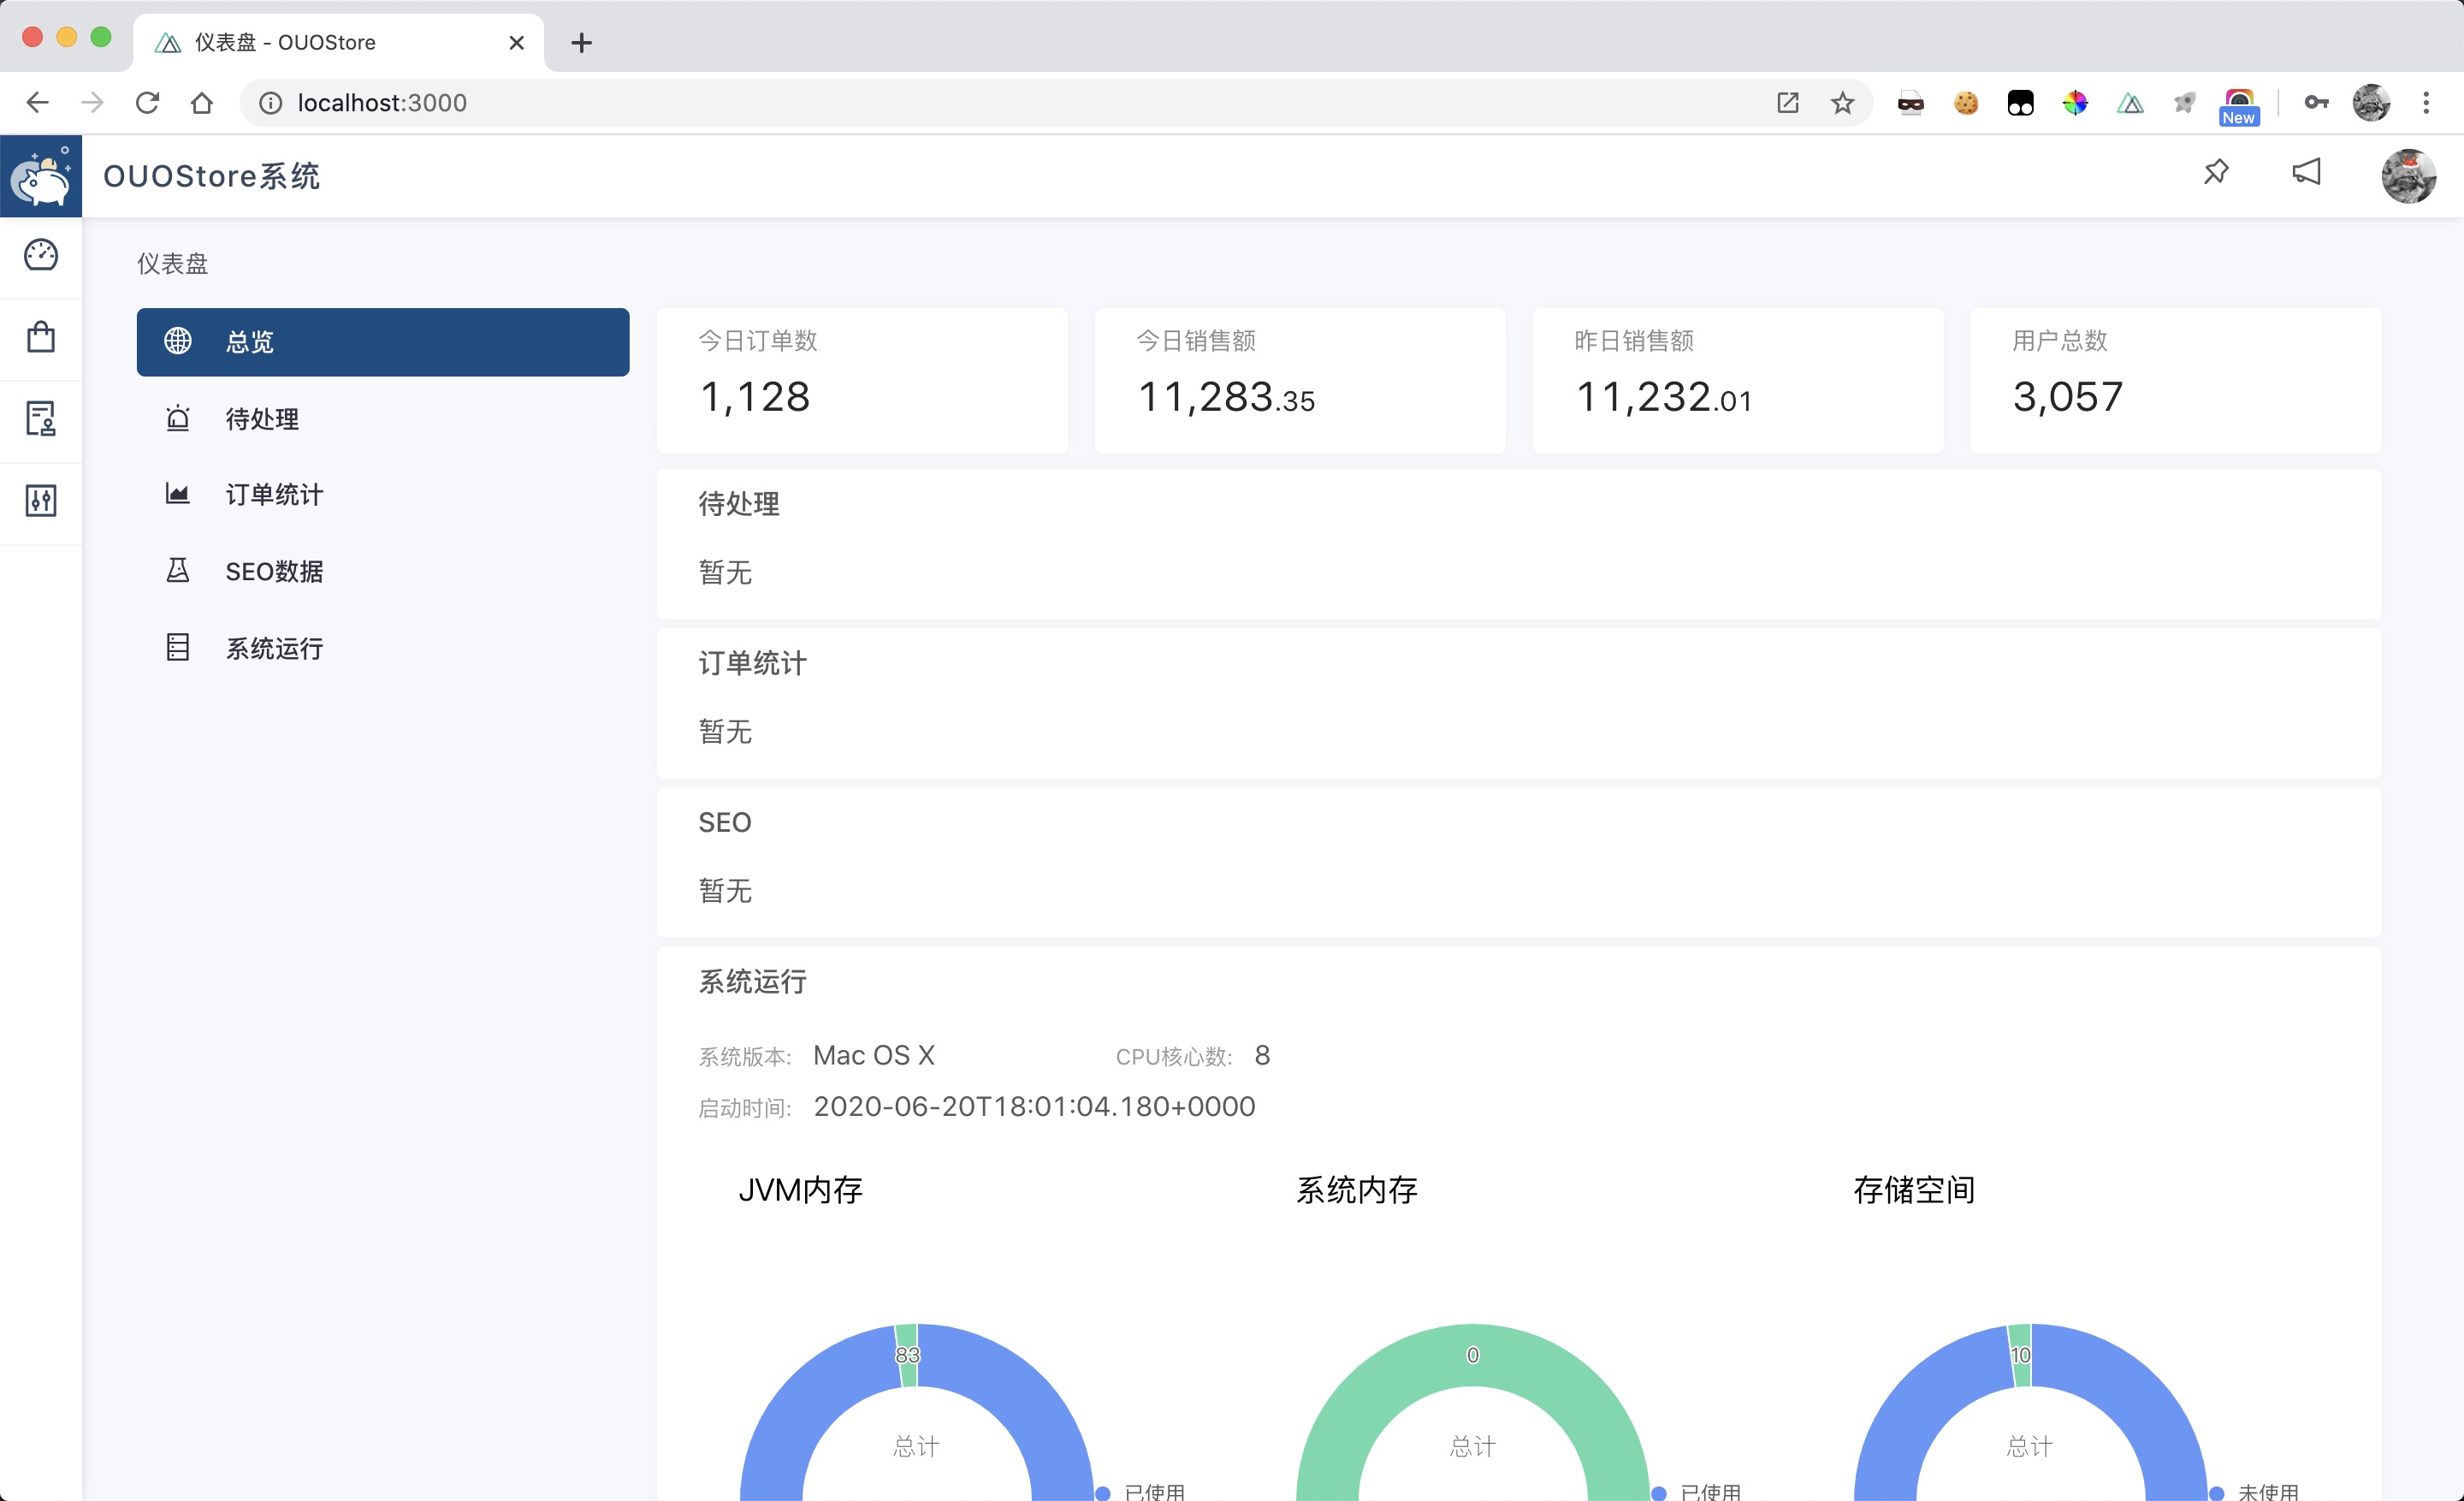 仪表盘 - OUOStore
localhost:3000
New
OUOStore系统
仪表盘
总览
待处理
订单统计
SEO数据
系统运行
今日订单数
1,128
今日销售额
11,283.35
昨日销售额
11,232.01
用户总数
3,057
待处理
暂无
订单统计
暂无
SEO
暂无
系统运行
系统版本: Mac OS X CPU核心数: 8
启动时间: 2020-06-20T18:01:04.180+0000
JVM内存 系统内存 存储空间
83 0 10
总计 总计 总计
已使用 已使用 未使用